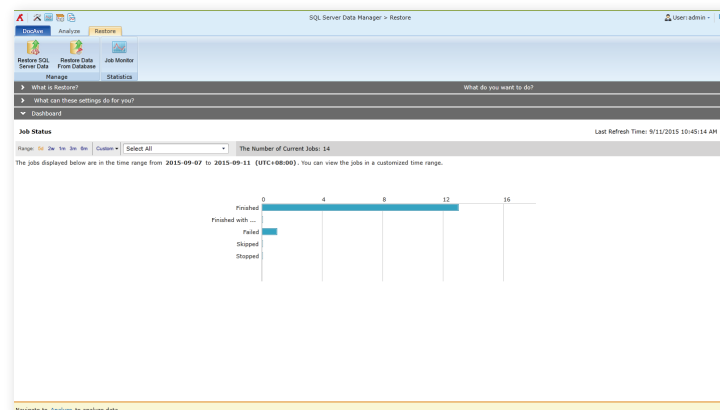 SQL Server Data Manager > Restore
User: admin
DocAve Analyze Restore
Restore SQL Server Data
Restore Data From Database
Job Monitor
Manage
Statistics
What is Restore?
What do you want to do?
What can these settings do for you?
Dashboard
Job Status
Last Refresh Time: 9/11/2015 10:45:14 AM
Range: 5d 2w 1m 3m 6m Custom Select All
The Number of Current Jobs: 14
The jobs displayed below are in the time range from 2015-09-07 to 2015-09-11 (UTC+08:00). You can view the jobs in a customized time range.
0 4 8 12 16
Finished
Finished with ...
Failed
Skipped
Stopped
Navigate to Analyze to analyze data